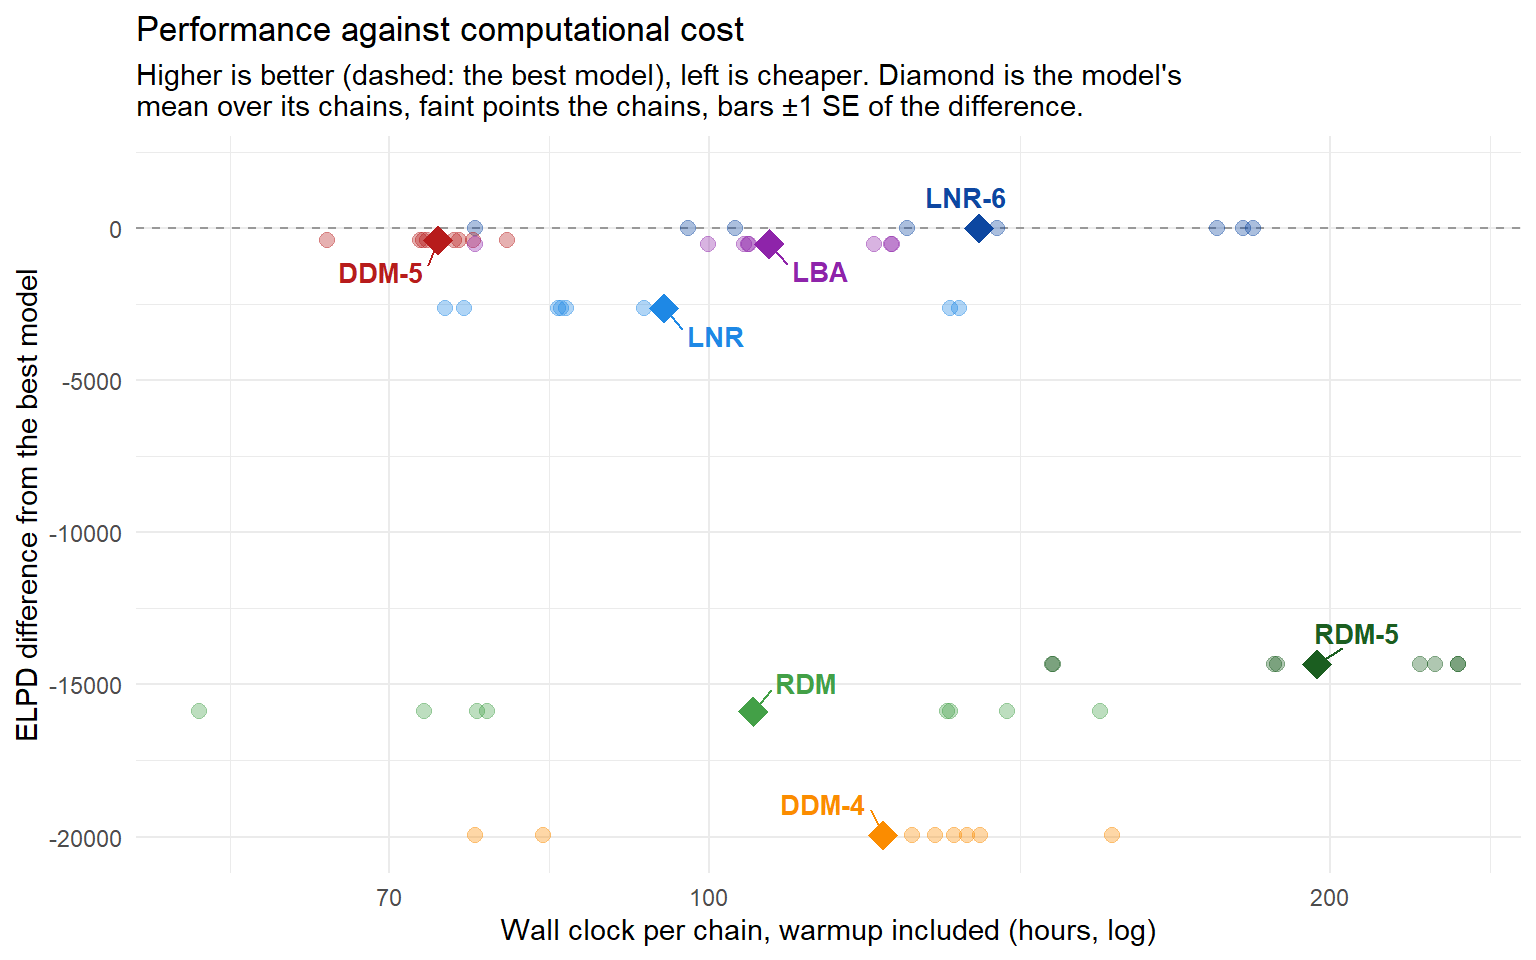 Performance against computational cost
Higher is better (dashed: the best model), left is cheaper. Diamond is the model's
mean over its chains, faint points the chains, bars ±1 SE of the difference.
LNR-6
0
DDM-5
LBA
LNR
-5000
-10000
RDM-5
-15000
RDM
DDM-4
-20000
ELPD difference from the best model
70
100
200
Wall clock per chain, warmup included (hours, log)